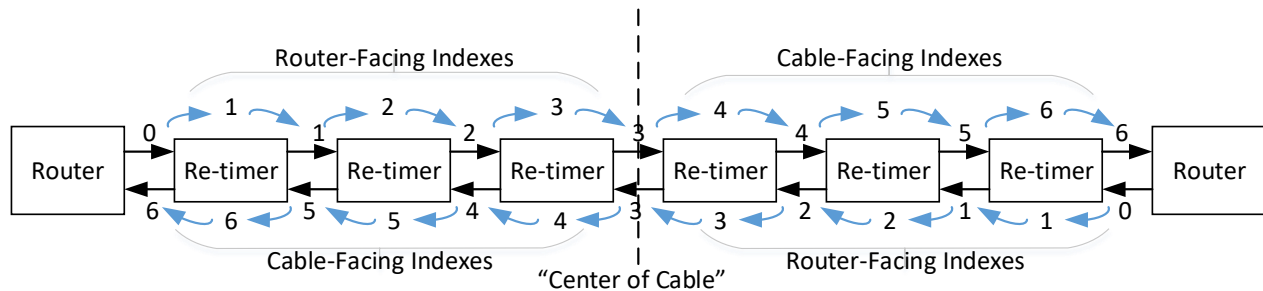 Router-Facing Indexes Cable-Facing Indexes
1 2 3 4 5 6
0 1 2 3 4 5 6
Router Re-timer Re-timer Re-timer Re-timer Re-timer Re-timer Router
6 5 4 3 2 1 0
6 5 4 3 2 1
Cable-Facing Indexes Router-Facing Indexes
“Center of Cable”